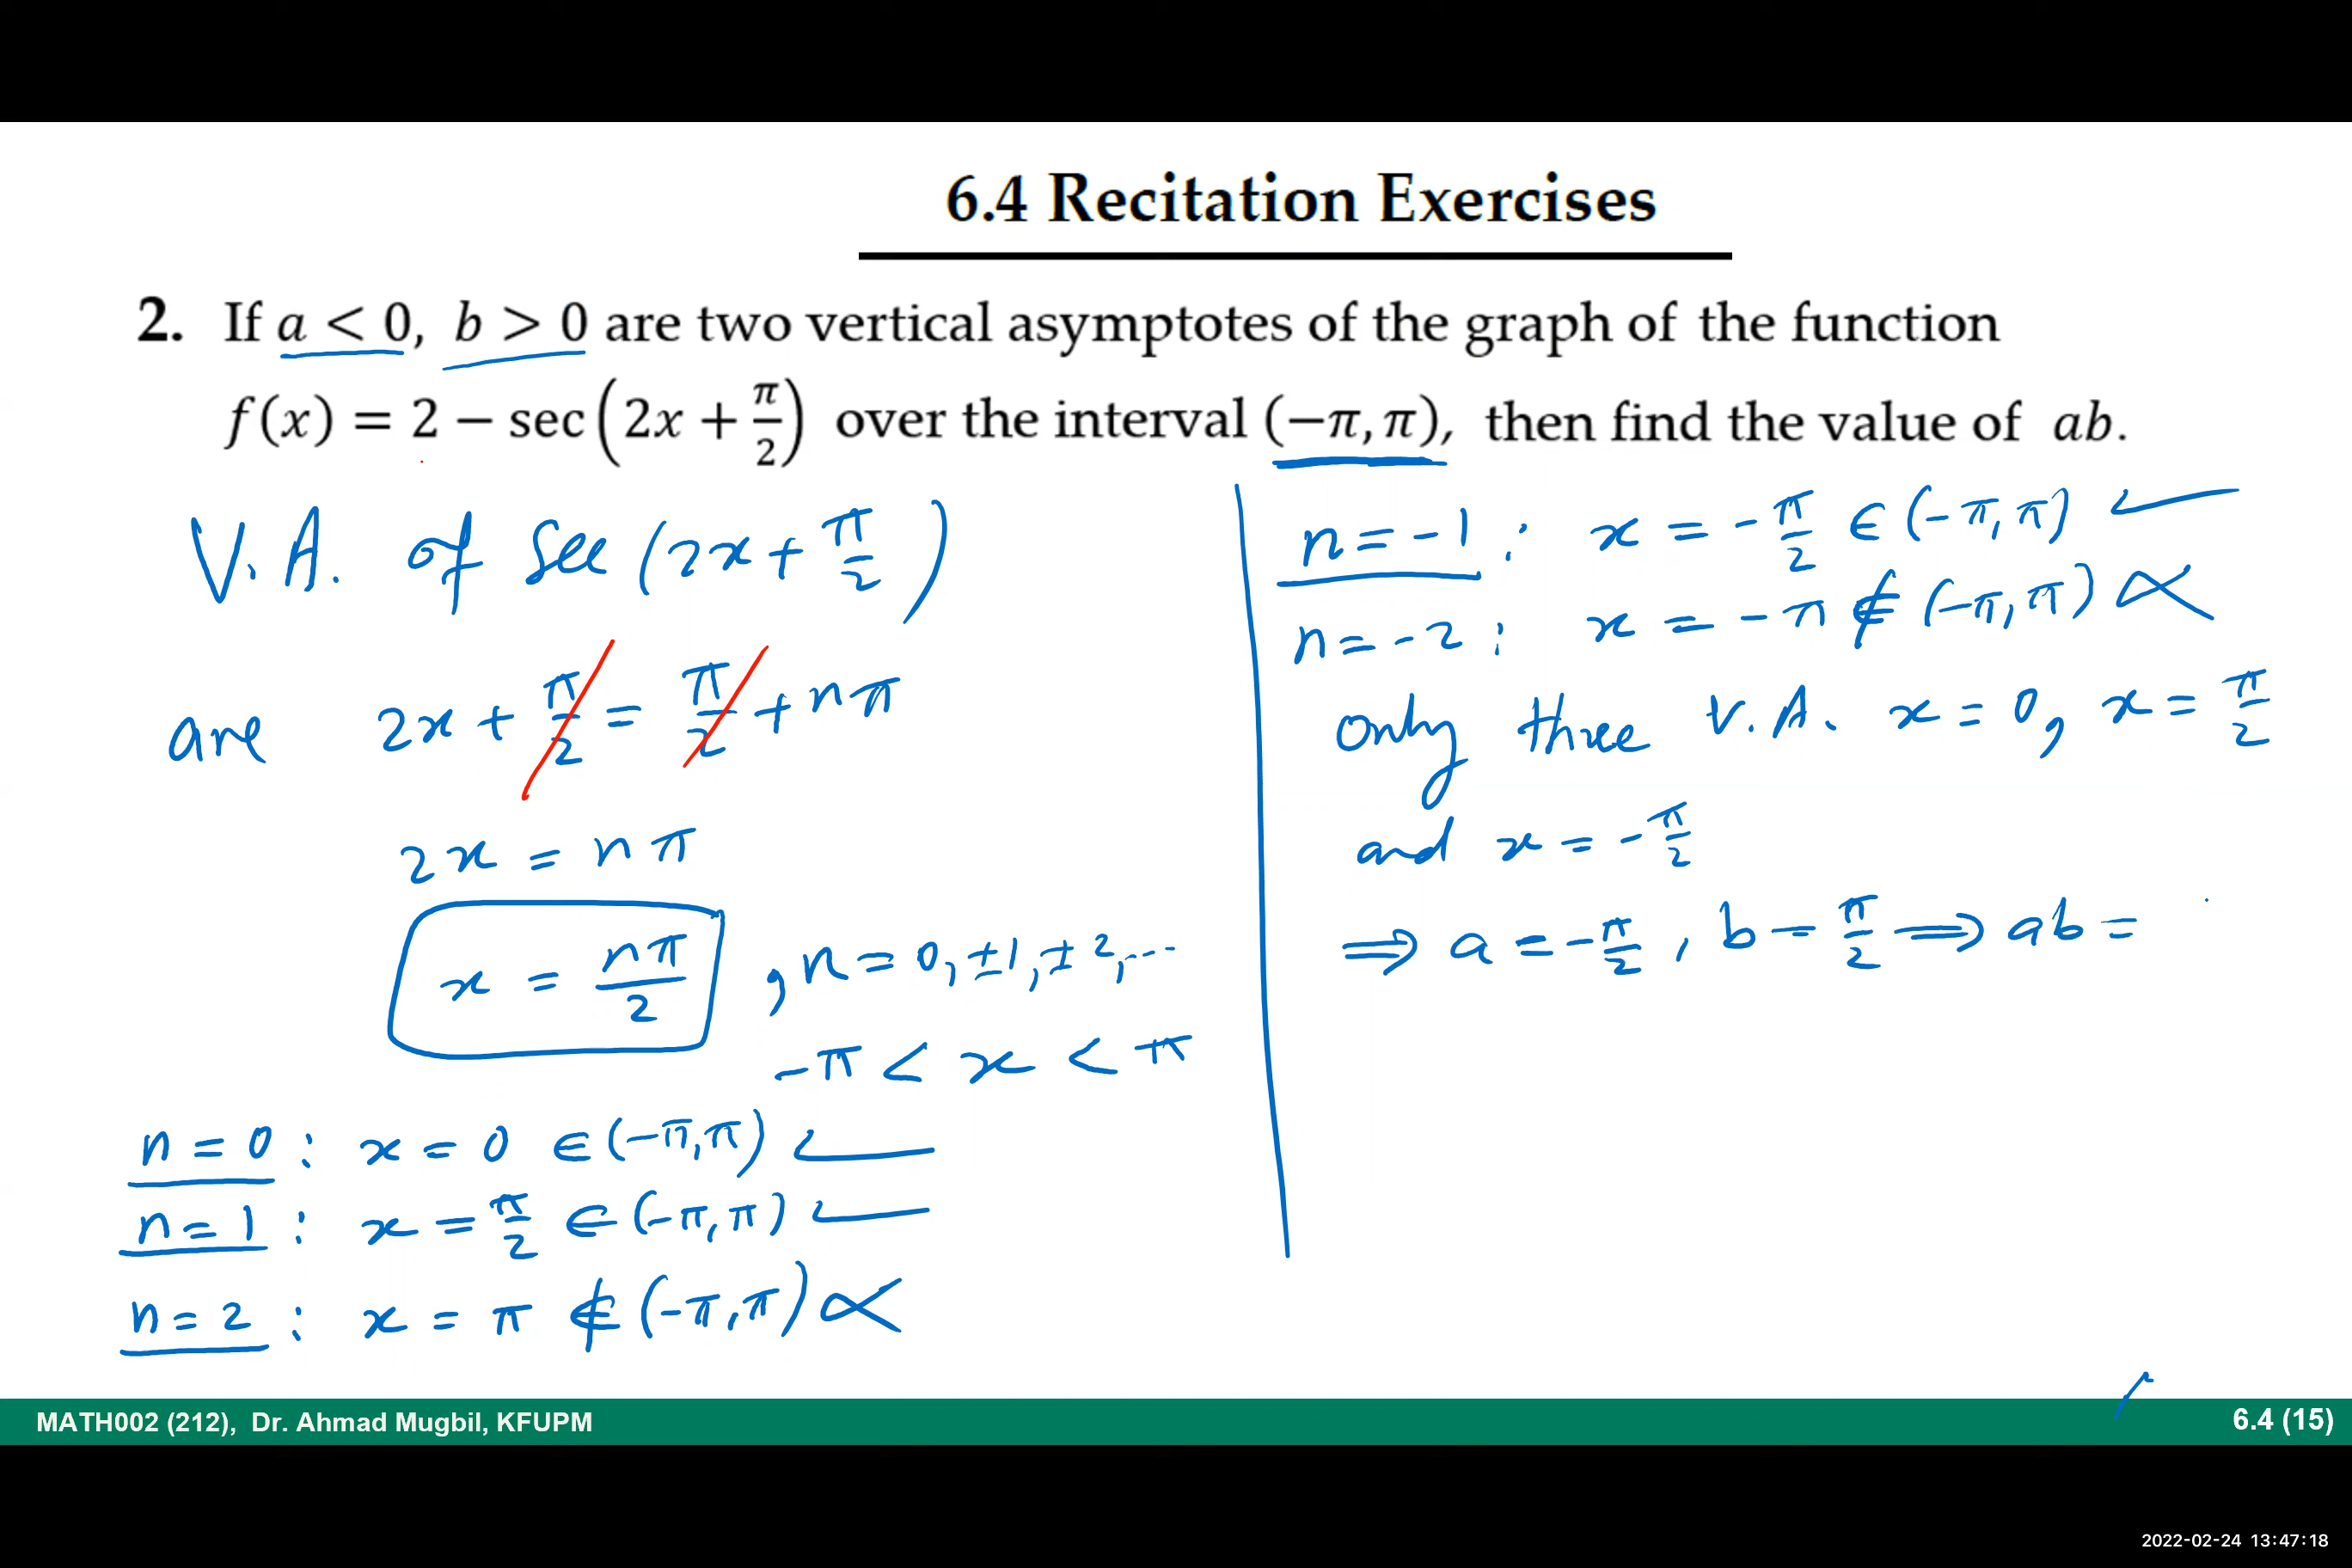 6.4 Recitation Exercises
2. If a < 0, b > 0 are two vertical asymptotes of the graph of the function
f(x) = 2 − sec(2x + π/2) over the interval (−π, π), then find the value of ab.
V.A. of sec (2x + π/2)
are 2x + π/2 = π/2 + nπ
2x = nπ
x = nπ/2 , n = 0, ±1, ±2, ...
-π < x < π
n = 0 : x = 0 ∈ (-π, π)
n = 1 : x = π/2 ∈ (-π, π)
n = 2 : x = π ∉ (-π, π)
n = -1 : x = -π/2 ∈ (-π, π)
n = -2 : x = -π ∉ (-π, π)
only three V.A. x = 0, x = π/2
and x = -π/2
⇒ a = -π/2 , b = π/2 ⇒ ab =
MATH002 (212), Dr. Ahmad Mugbil, KFUPM
6.4 (15)
2022-02-24 13:47:18